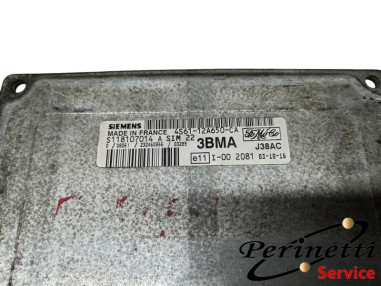 SIEMENS
MADE IN FRANCE 4S61-12A650-CA
S118107014 A SIM 22
3BMA J38AC
e11 I-00 2081
Perinetti
Service